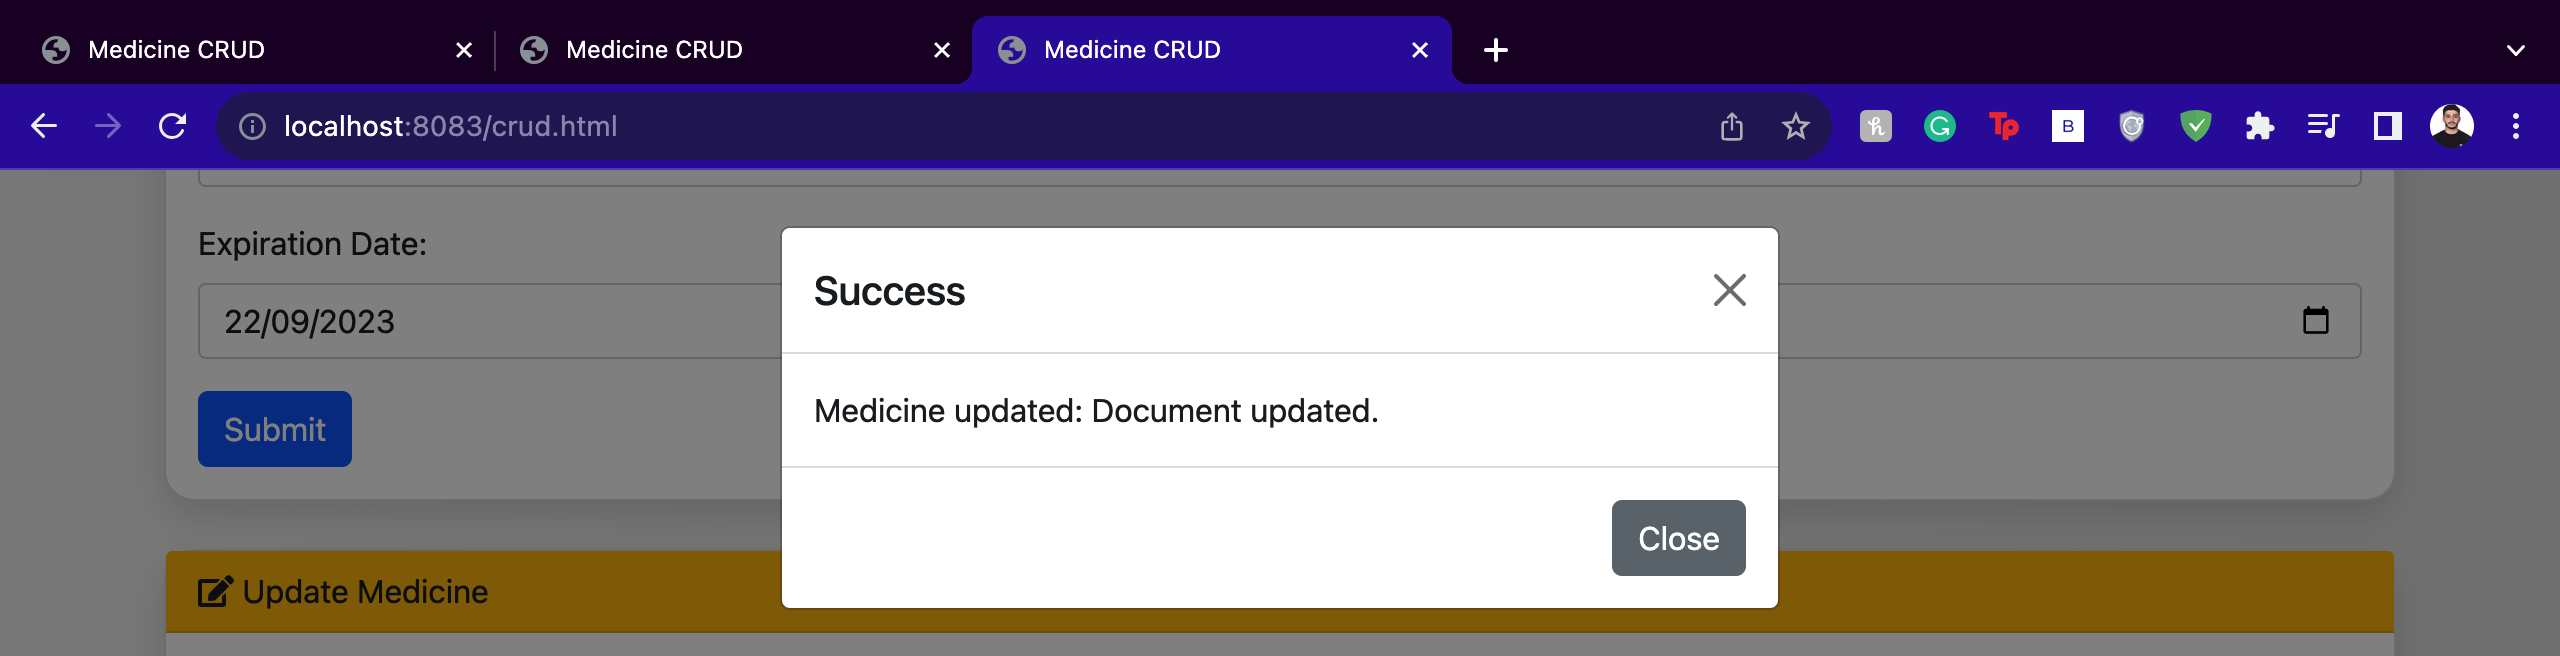 Medicine CRUD
Medicine CRUD
Medicine CRUD
localhost:8083/crud.html
Tp
B
Expiration Date:
22/09/2023
Submit
Success
Medicine updated: Document updated.
Close
Update Medicine